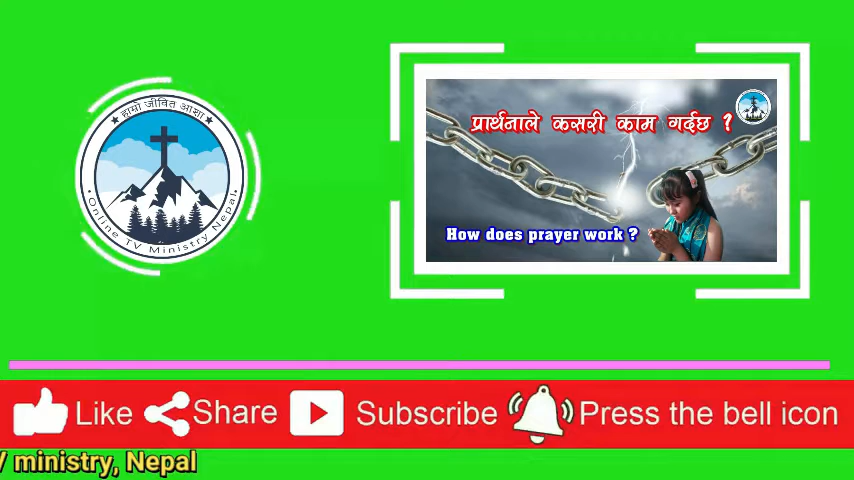 हाम्रो जीवित आशा
Online TV Ministry Nepal
प्रार्थनाले कसरी काम गर्दछ ?
How does prayer work ?
Like Share Subscribe Press the bell icon
V ministry, Nepal